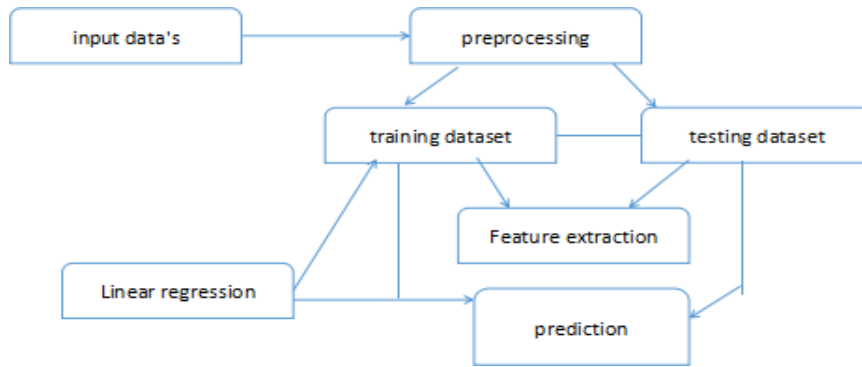 input data's
preprocessing
training dataset
testing dataset
Feature extraction
Linear regression
prediction